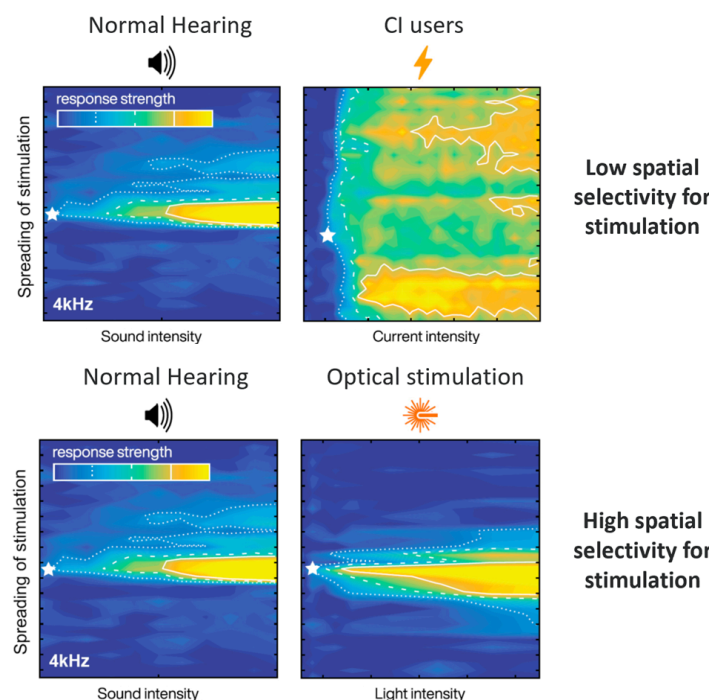 Normal Hearing
CI users
response strength
Spreading of stimulation
4kHz
Sound intensity
Current intensity
Low spatial
selectivity for
stimulation
Normal Hearing
Optical stimulation
response strength
Spreading of stimulation
4kHz
Sound intensity
Light intensity
High spatial
selectivity for
stimulation